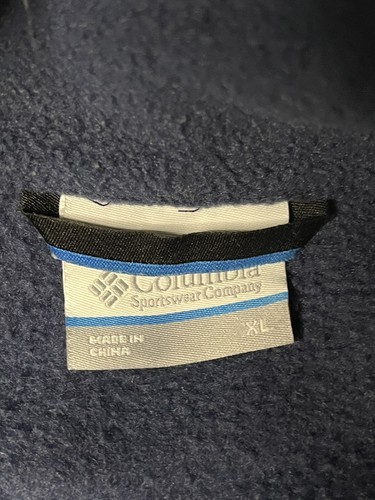 Columbia
Sportswear Company
XL
MADE IN
CHINA